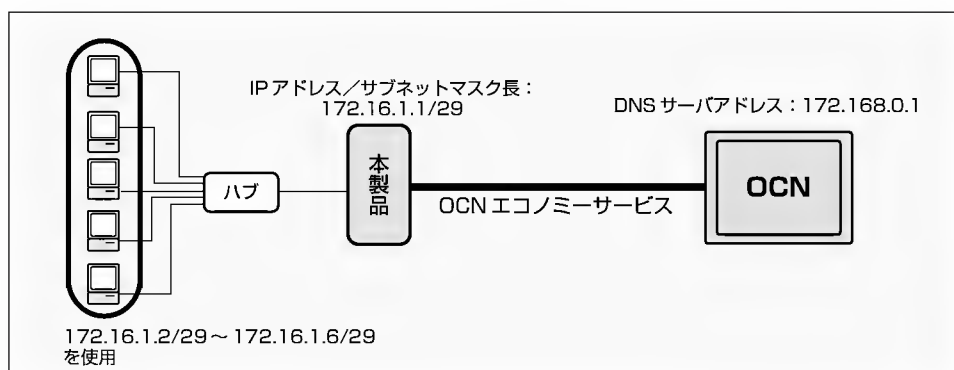 IPアドレス/サブネットマスク長:
172.16.1.1/29
DNSサーバアドレス:172.168.0.1
本製品
ハブ
OCNエコノミーサービス
OCN
172.16.1.2/29～172.16.1.6/29
を使用